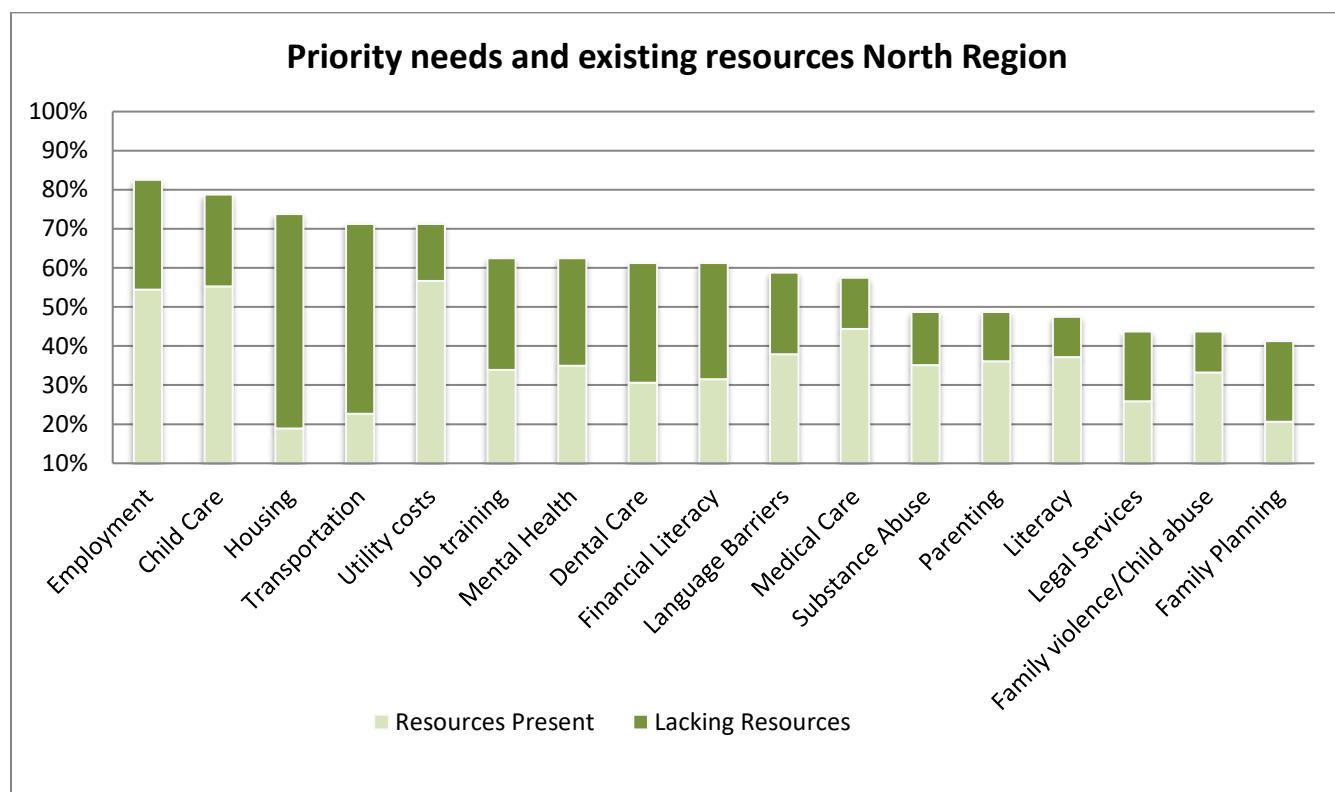 Priority needs and existing resources North Region
100%
90%
80%
70%
60%
50%
40%
30%
20%
10%
Employment
Child Care
Housing
Transportation
Utility costs
Job training
Mental Health
Dental Care
Financial Literacy
Language Barriers
Medical Care
Substance Abuse
Parenting
Literacy
Legal Services
Family violence/Child abuse
Family Planning
Resources Present
Lacking Resources